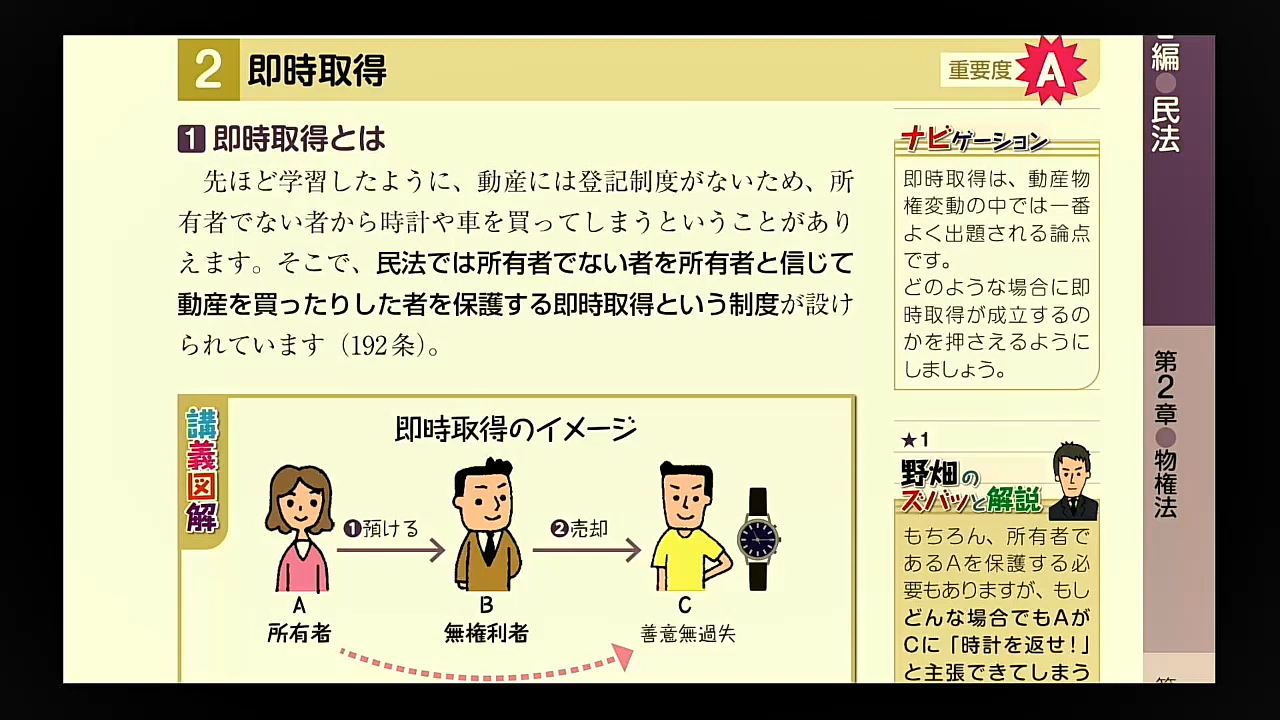 2 即時取得
重要度 A
1 即時取得とは
先ほど学習したように、動産には登記制度がないため、所
有者でない者から時計や車を買ってしまうということがあり
えます。そこで、民法では所有者でない者を所有者と信じて
動産を買ったりした者を保護する即時取得という制度が設け
られています（192条）。
講義図解
即時取得のイメージ
❶預ける
❷売却
A
B
C
所有者
無権利者
善意無過失
ナビゲーション
即時取得は、動産物
権変動の中では一番
よく出題される論点
です。
どのような場合に即
時取得が成立するの
かを押さえるように
しましょう。
★1
野畑の
ズバッと解説
もちろん、所有者で
あるAを保護する必
要もありますが、もし
どんな場合でもAが
Cに「時計を返せ！」
と主張できてしまう
編●民法
第2章●物権法